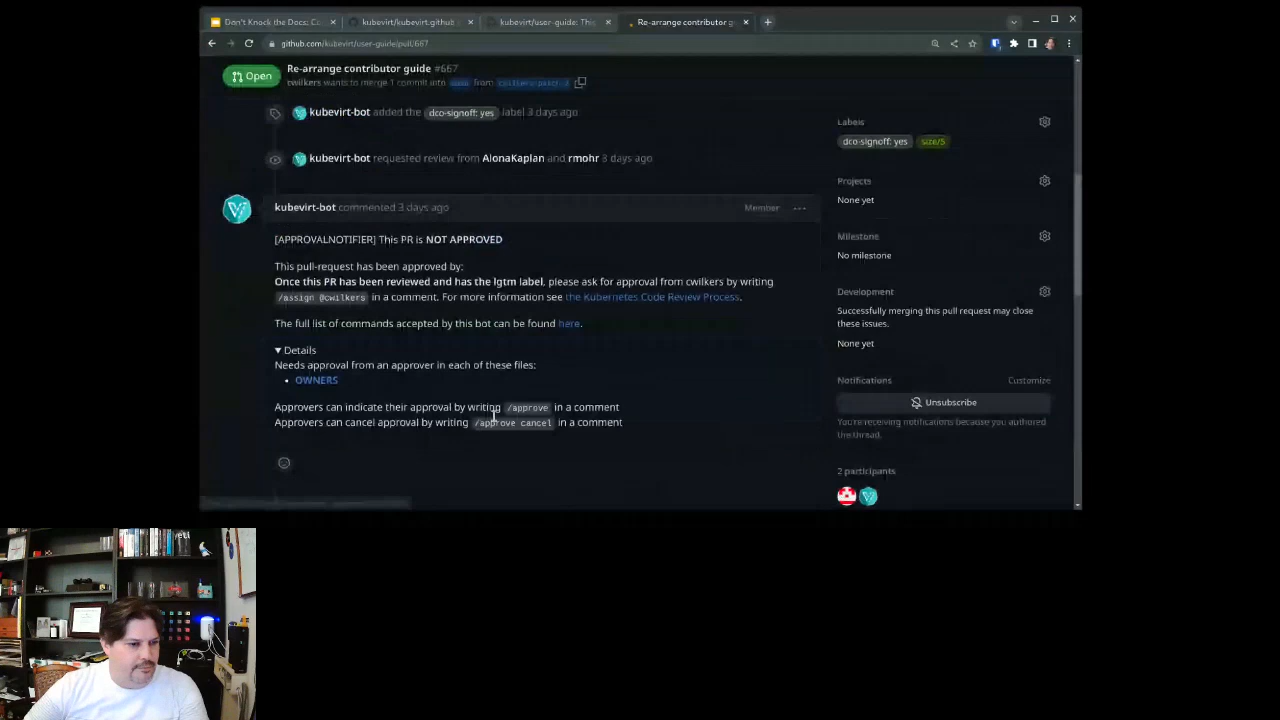 Don't Knock the Docs: Co
kubevirt/kubevirt.github
kubevirt/user-guide: This
Re-arrange contributor gu
github.com/kubevirt/user-guide/pull/667
Open
Re-arrange contributor guide #667
cwilkers wants to merge 1 commit into main from cwilkers-patch-2
kubevirt-bot added the dco-signoff: yes label 3 days ago
Labels
dco-signoff: yes size/S
kubevirt-bot requested review from AlonaKaplan and rmohr 3 days ago
Projects
None yet
kubevirt-bot commented 3 days ago
Member
[APPROVALNOTIFIER] This PR is NOT APPROVED
Milestone
No milestone
This pull-request has been approved by:
Once this PR has been reviewed and has the lgtm label, please ask for approval from cwilkers by writing
/assign @cwilkers in a comment. For more information see the Kubernetes Code Review Process.
Development
Successfully merging this pull request may close
these issues.
None yet
The full list of commands accepted by this bot can be found here.
Details
Needs approval from an approver in each of these files:
OWNERS
Notifications
Customize
Unsubscribe
Approvers can indicate their approval by writing /approve in a comment
Approvers can cancel approval by writing /approve cancel in a comment
You're receiving notifications because you authored
the thread.
2 participants
yeti